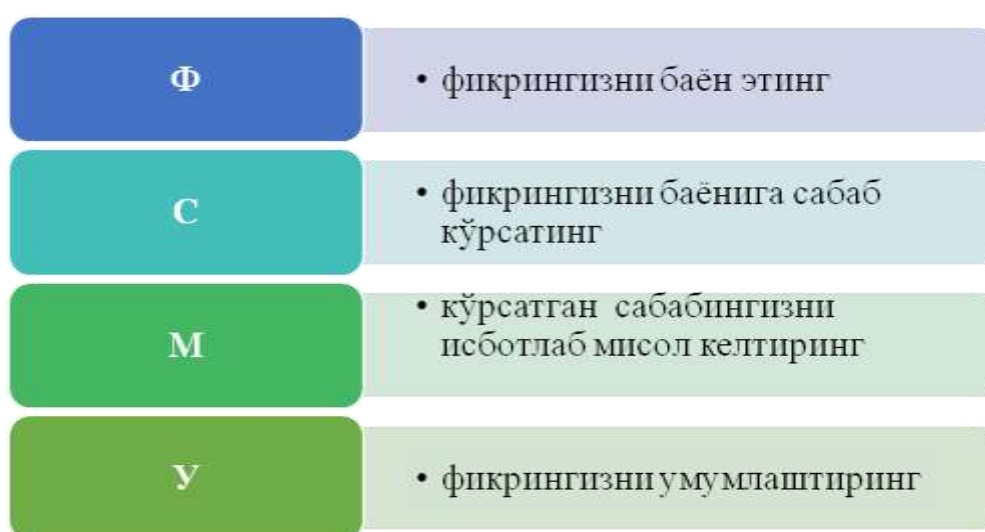 Ф
• фикрингизни баён этинг
С
• фикрингизни баёнига сабаб
кўрсатинг
М
• кўрсатган сабабингизни
исботлаб мисол келтиринг
У
• фикрингизни умумлаштиринг